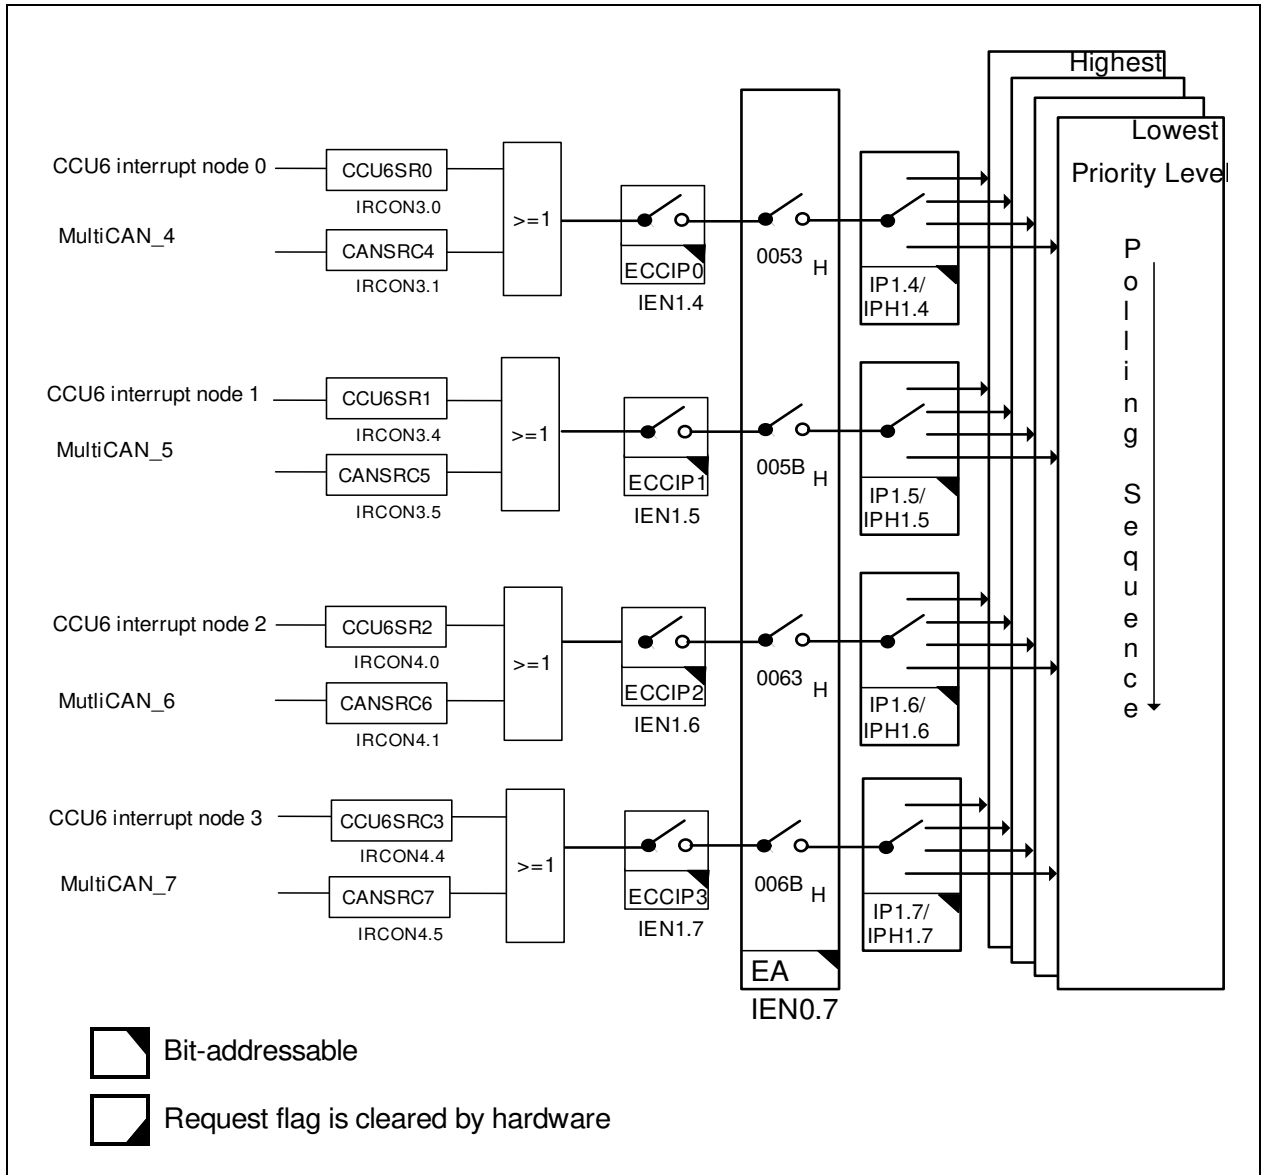 Highest
Lowest
Priority Level
Polling Sequence
CCU6 interrupt node 0
CCU6SR0
IRCON3.0
MultiCAN_4
CANSRC4
IRCON3.1
>=1
ECCIP0
IEN1.4
0053 H
IP1.4/
IPH1.4
CCU6 interrupt node 1
CCU6SR1
IRCON3.4
MultiCAN_5
CANSRC5
IRCON3.5
>=1
ECCIP1
IEN1.5
005B H
IP1.5/
IPH1.5
CCU6 interrupt node 2
CCU6SR2
IRCON4.0
MutliCAN_6
CANSRC6
IRCON4.1
>=1
ECCIP2
IEN1.6
0063 H
IP1.6/
IPH1.6
CCU6 interrupt node 3
CCU6SRC3
IRCON4.4
MultiCAN_7
CANSRC7
IRCON4.5
>=1
ECCIP3
IEN1.7
006B H
IP1.7/
IPH1.7
EA
IEN0.7
Bit-addressable
Request flag is cleared by hardware